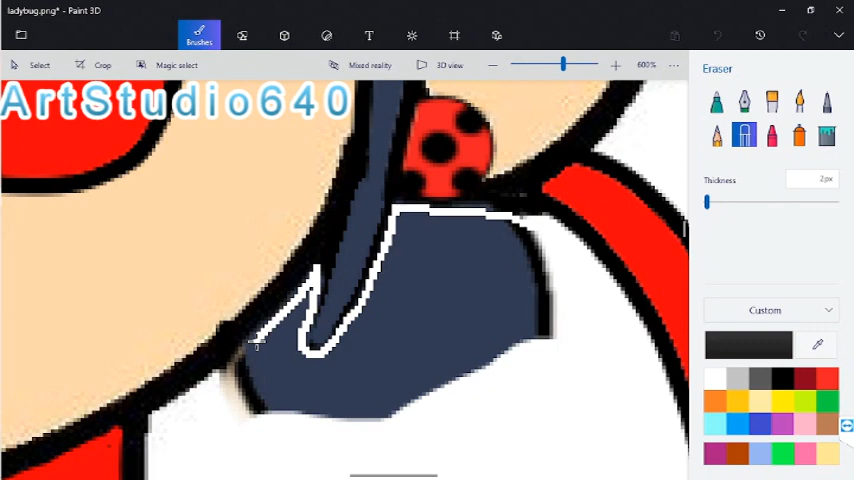 ladybug.png* - Paint 3D
Brushes
Select
Crop
Magic select
Mixed reality
3D view
600%
Eraser
ArtStudio640
Thickness
2px
Custom